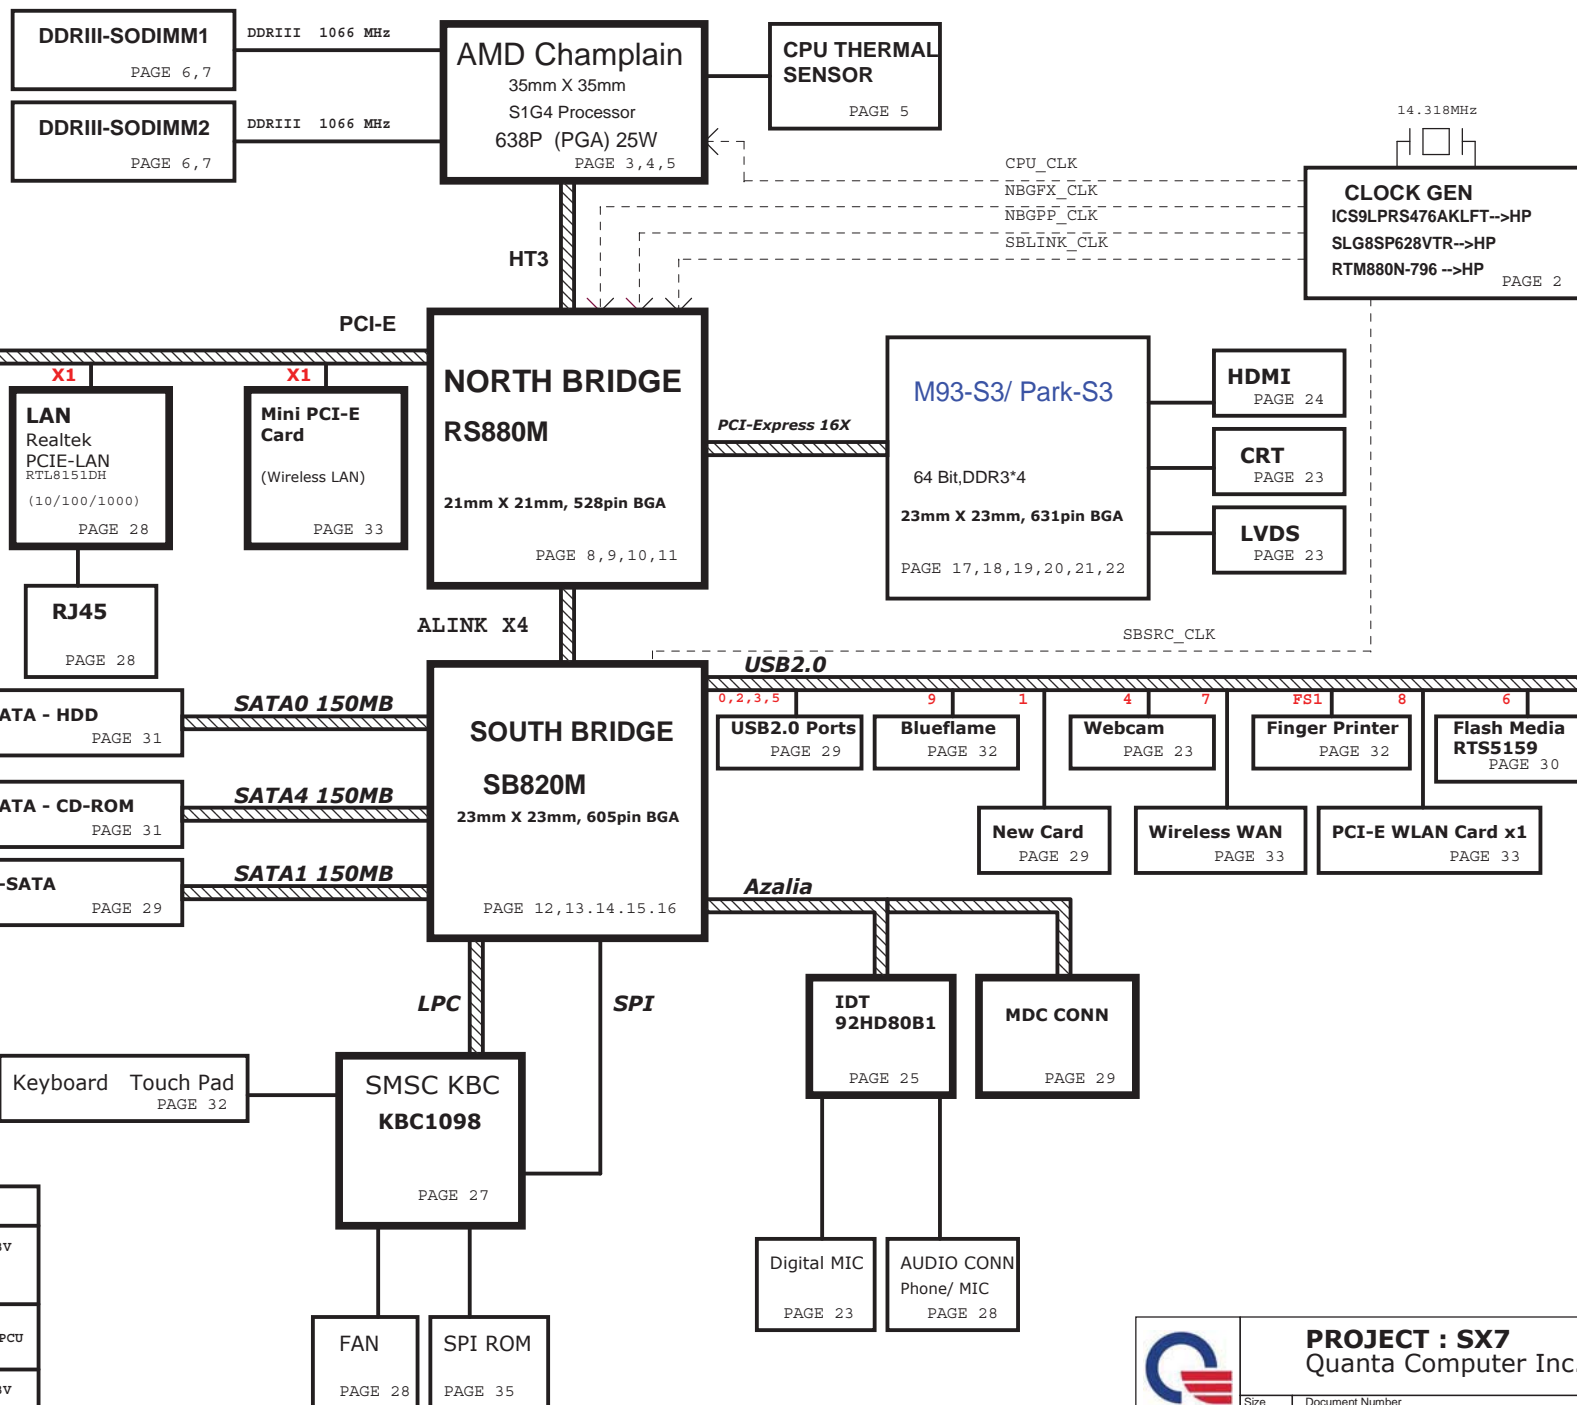 DDRIII-SODIMM1
PAGE 6,7
DDRIII 1066 MHz
DDRIII-SODIMM2
PAGE 6,7
DDRIII 1066 MHz
AMD Champlain
35mm X 35mm
S1G4 Processor
638P (PGA) 25W
PAGE 3,4,5
CPU THERMAL
SENSOR
PAGE 5
14.318MHz
CLOCK GEN
ICS9LPRS476AKLFT-->HP
SLG8SP628VTR-->HP
RTM880N-796 -->HP
PAGE 2
CPU_CLK
NBGFX_CLK
NBGPP_CLK
SBLINK_CLK
HT3
PCI-E
X1
X1
LAN
Realtek
PCIE-LAN
RTL8151DH
(10/100/1000)
PAGE 28
Mini PCI-E
Card
(Wireless LAN)
PAGE 33
RJ45
PAGE 28
NORTH BRIDGE
RS880M
21mm X 21mm, 528pin BGA
PAGE 8,9,10,11
PCI-Express 16X
M93-S3/ Park-S3
64 Bit,DDR3*4
23mm X 23mm, 631pin BGA
PAGE 17,18,19,20,21,22
HDMI
PAGE 24
CRT
PAGE 23
LVDS
PAGE 23
ALINK X4
SBSRC_CLK
USB2.0
ATA - HDD
PAGE 31
SATA0 150MB
ATA - CD-ROM
PAGE 31
SATA4 150MB
-SATA
PAGE 29
SATA1 150MB
SOUTH BRIDGE
SB820M
23mm X 23mm, 605pin BGA
PAGE 12,13.14.15.16
0,2,3,5
9
1
4
7
FS1
8
6
USB2.0 Ports
PAGE 29
Blueflame
PAGE 32
Webcam
PAGE 23
Finger Printer
PAGE 32
Flash Media
RTS5159
PAGE 30
New Card
PAGE 29
Wireless WAN
PAGE 33
PCI-E WLAN Card x1
PAGE 33
Azalia
IDT
92HD80B1
PAGE 25
MDC CONN
PAGE 29
LPC
SPI
Keyboard Touch Pad
PAGE 32
SMSC KBC
KBC1098
PAGE 27
Digital MIC
PAGE 23
AUDIO CONN
Phone/ MIC
PAGE 28
FAN
PAGE 28
SPI ROM
PAGE 35
PCU
PROJECT : SX7
Quanta Computer Inc.
Size
Document Number